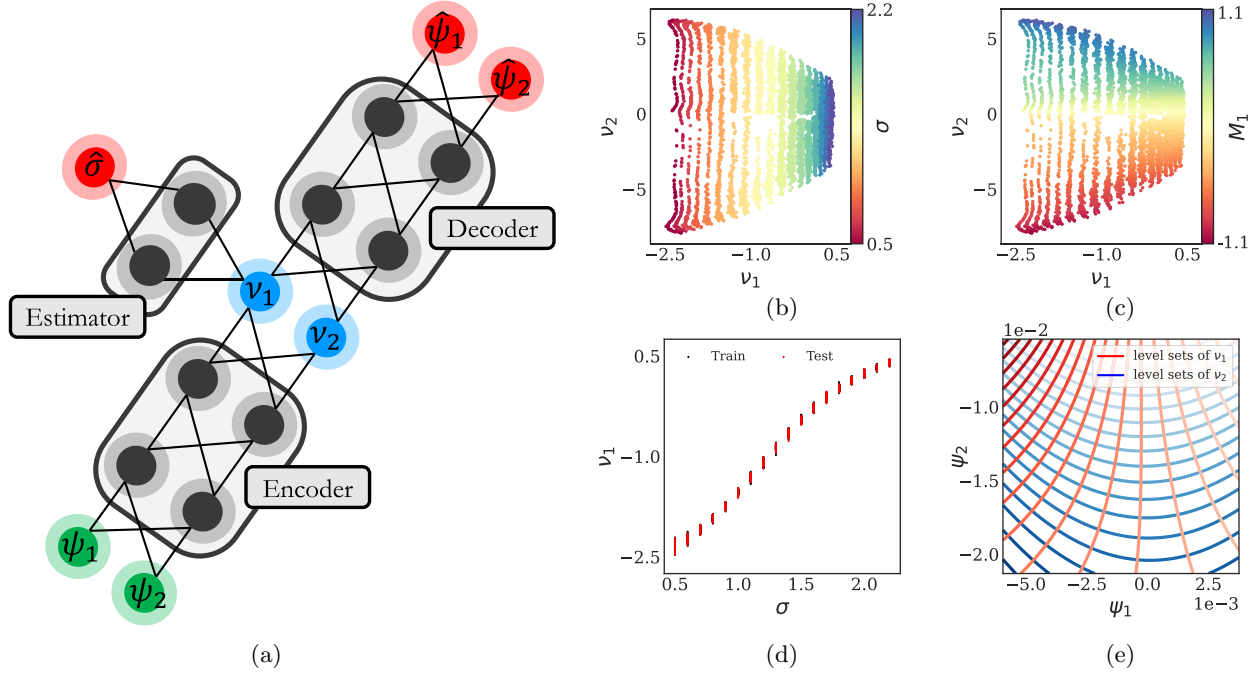 ψ̂₁
ψ̂₂
σ̂
Decoder
ν₁
Estimator
ν₂
Encoder
ψ₁
ψ₂
(a)
5
0
−5
ν₂
−2.5
−1.0
0.5
ν₁
2.2
σ
0.5
(b)
5
0
−5
ν₂
−2.5
−1.0
0.5
ν₁
1.1
M₁
-1.1
(c)
Train
Test
0.5
−1.0
−2.5
ν₁
0.5
1.0
1.5
2.0
σ
(d)
1e−2
level sets of ν₁
level sets of ν₂
−1.0
−1.3
−1.5
−1.8
−2.0
ψ₂
−5.0
−2.5
0.0
2.5
ψ₁
1e−3
(e)